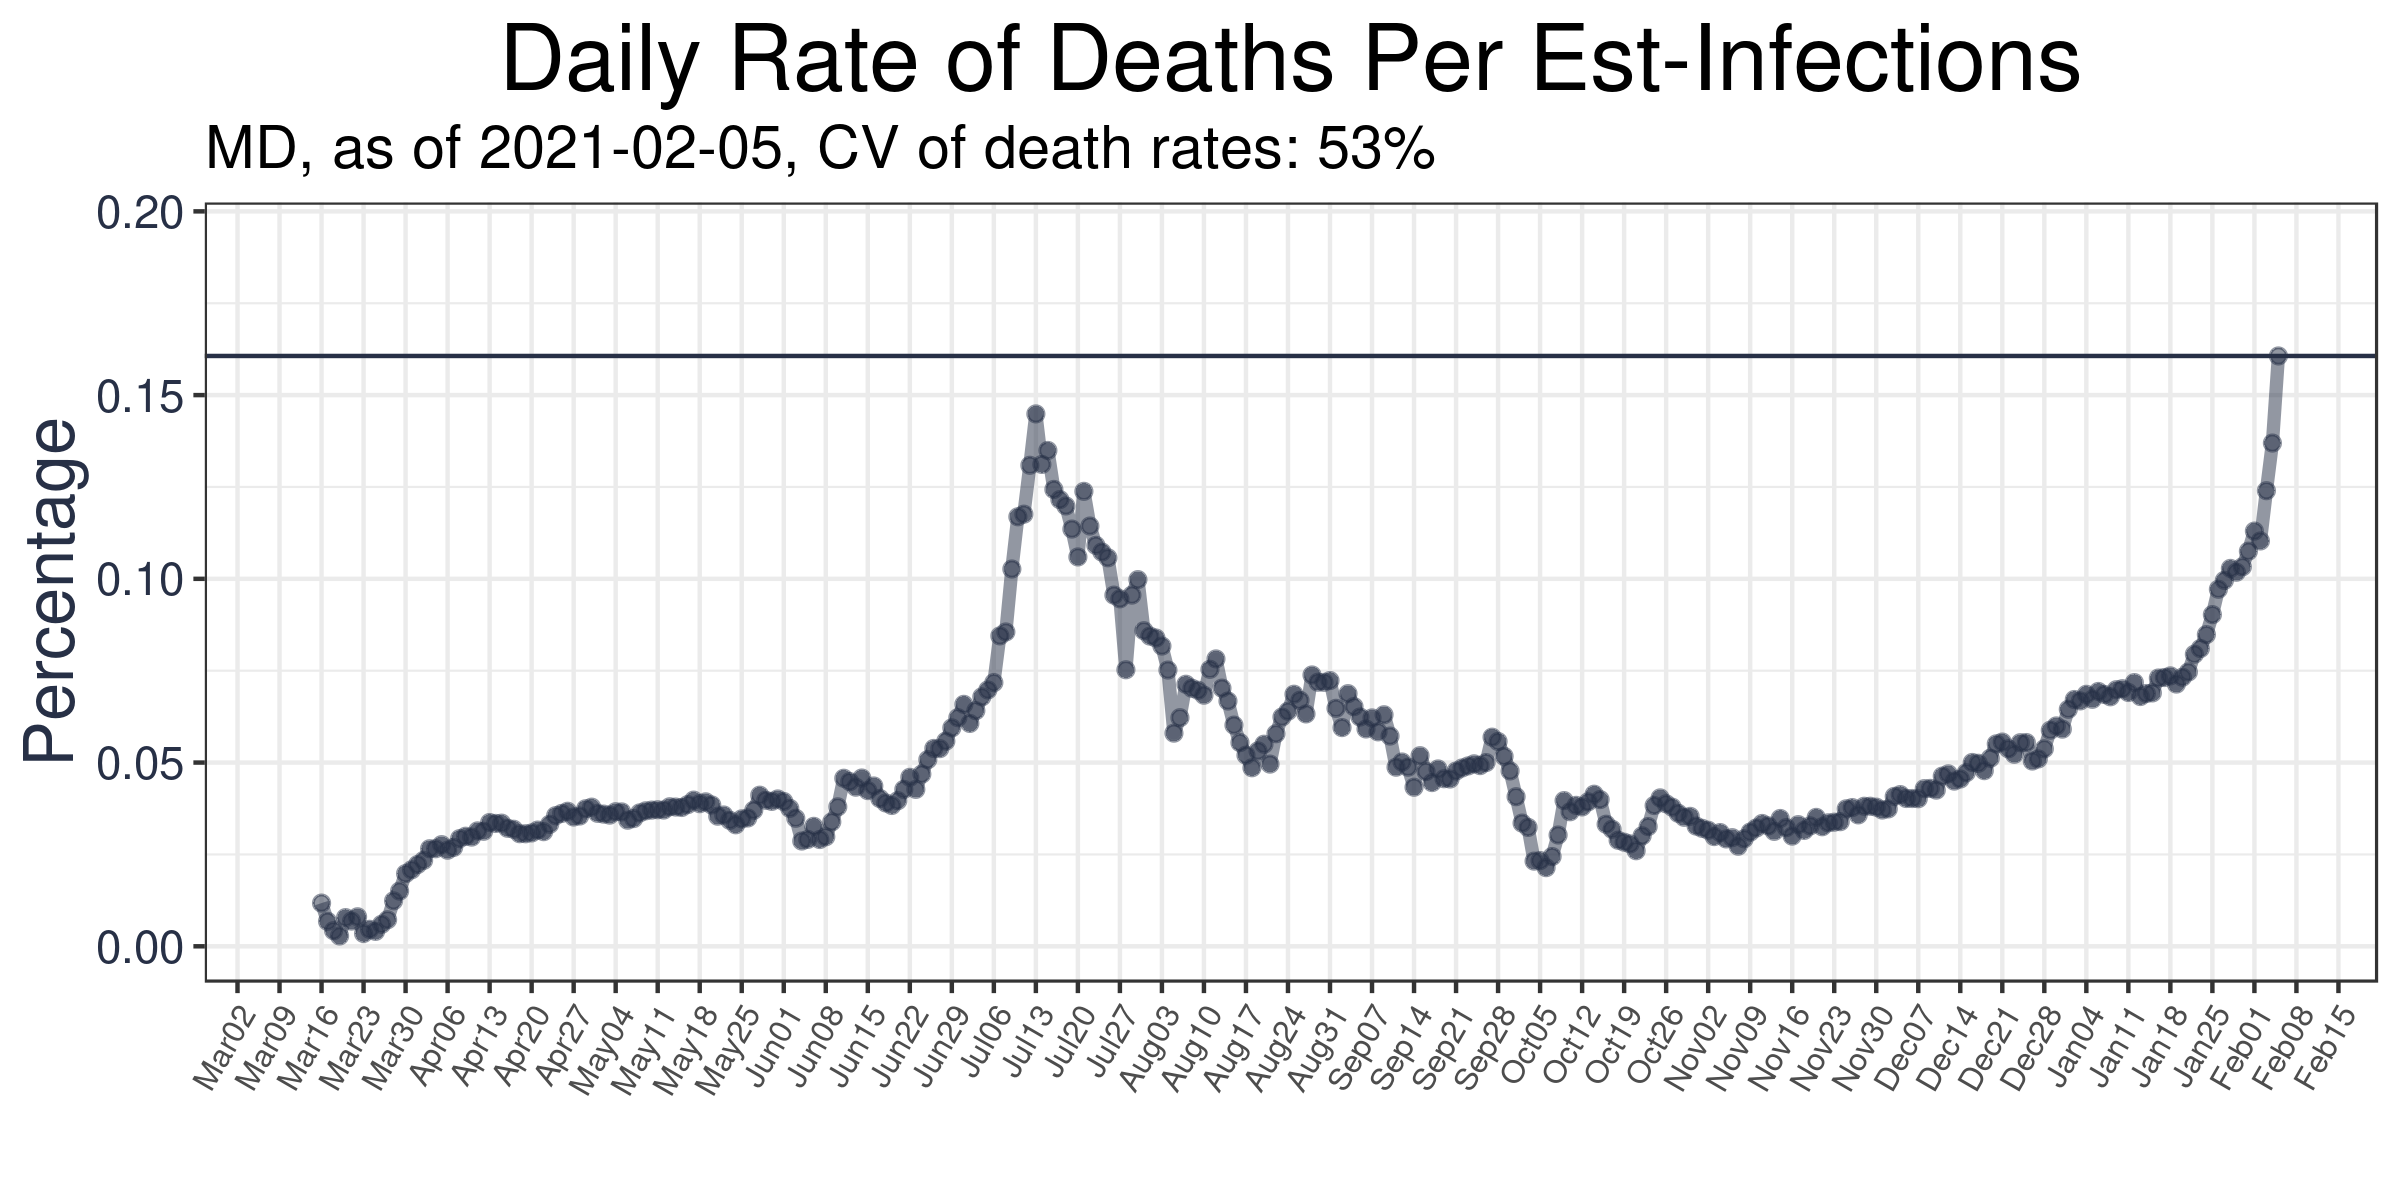 Daily Rate of Deaths Per Est-Infections
MD, as of 2021-02-05, CV of death rates: 53%
Percentage
0.20
0.15
0.10
0.05
0.00
Mar02
Mar09
Mar16
Mar23
Mar30
Apr06
Apr13
Apr20
Apr27
May04
May11
May18
May25
Jun01
Jun08
Jun15
Jun22
Jun29
Jul06
Jul13
Jul20
Jul27
Aug03
Aug10
Aug17
Aug24
Aug31
Sep07
Sep14
Sep21
Sep28
Oct05
Oct12
Oct19
Oct26
Nov02
Nov09
Nov16
Nov23
Nov30
Dec07
Dec14
Dec21
Dec28
Jan04
Jan11
Jan18
Jan25
Feb01
Feb08
Feb15